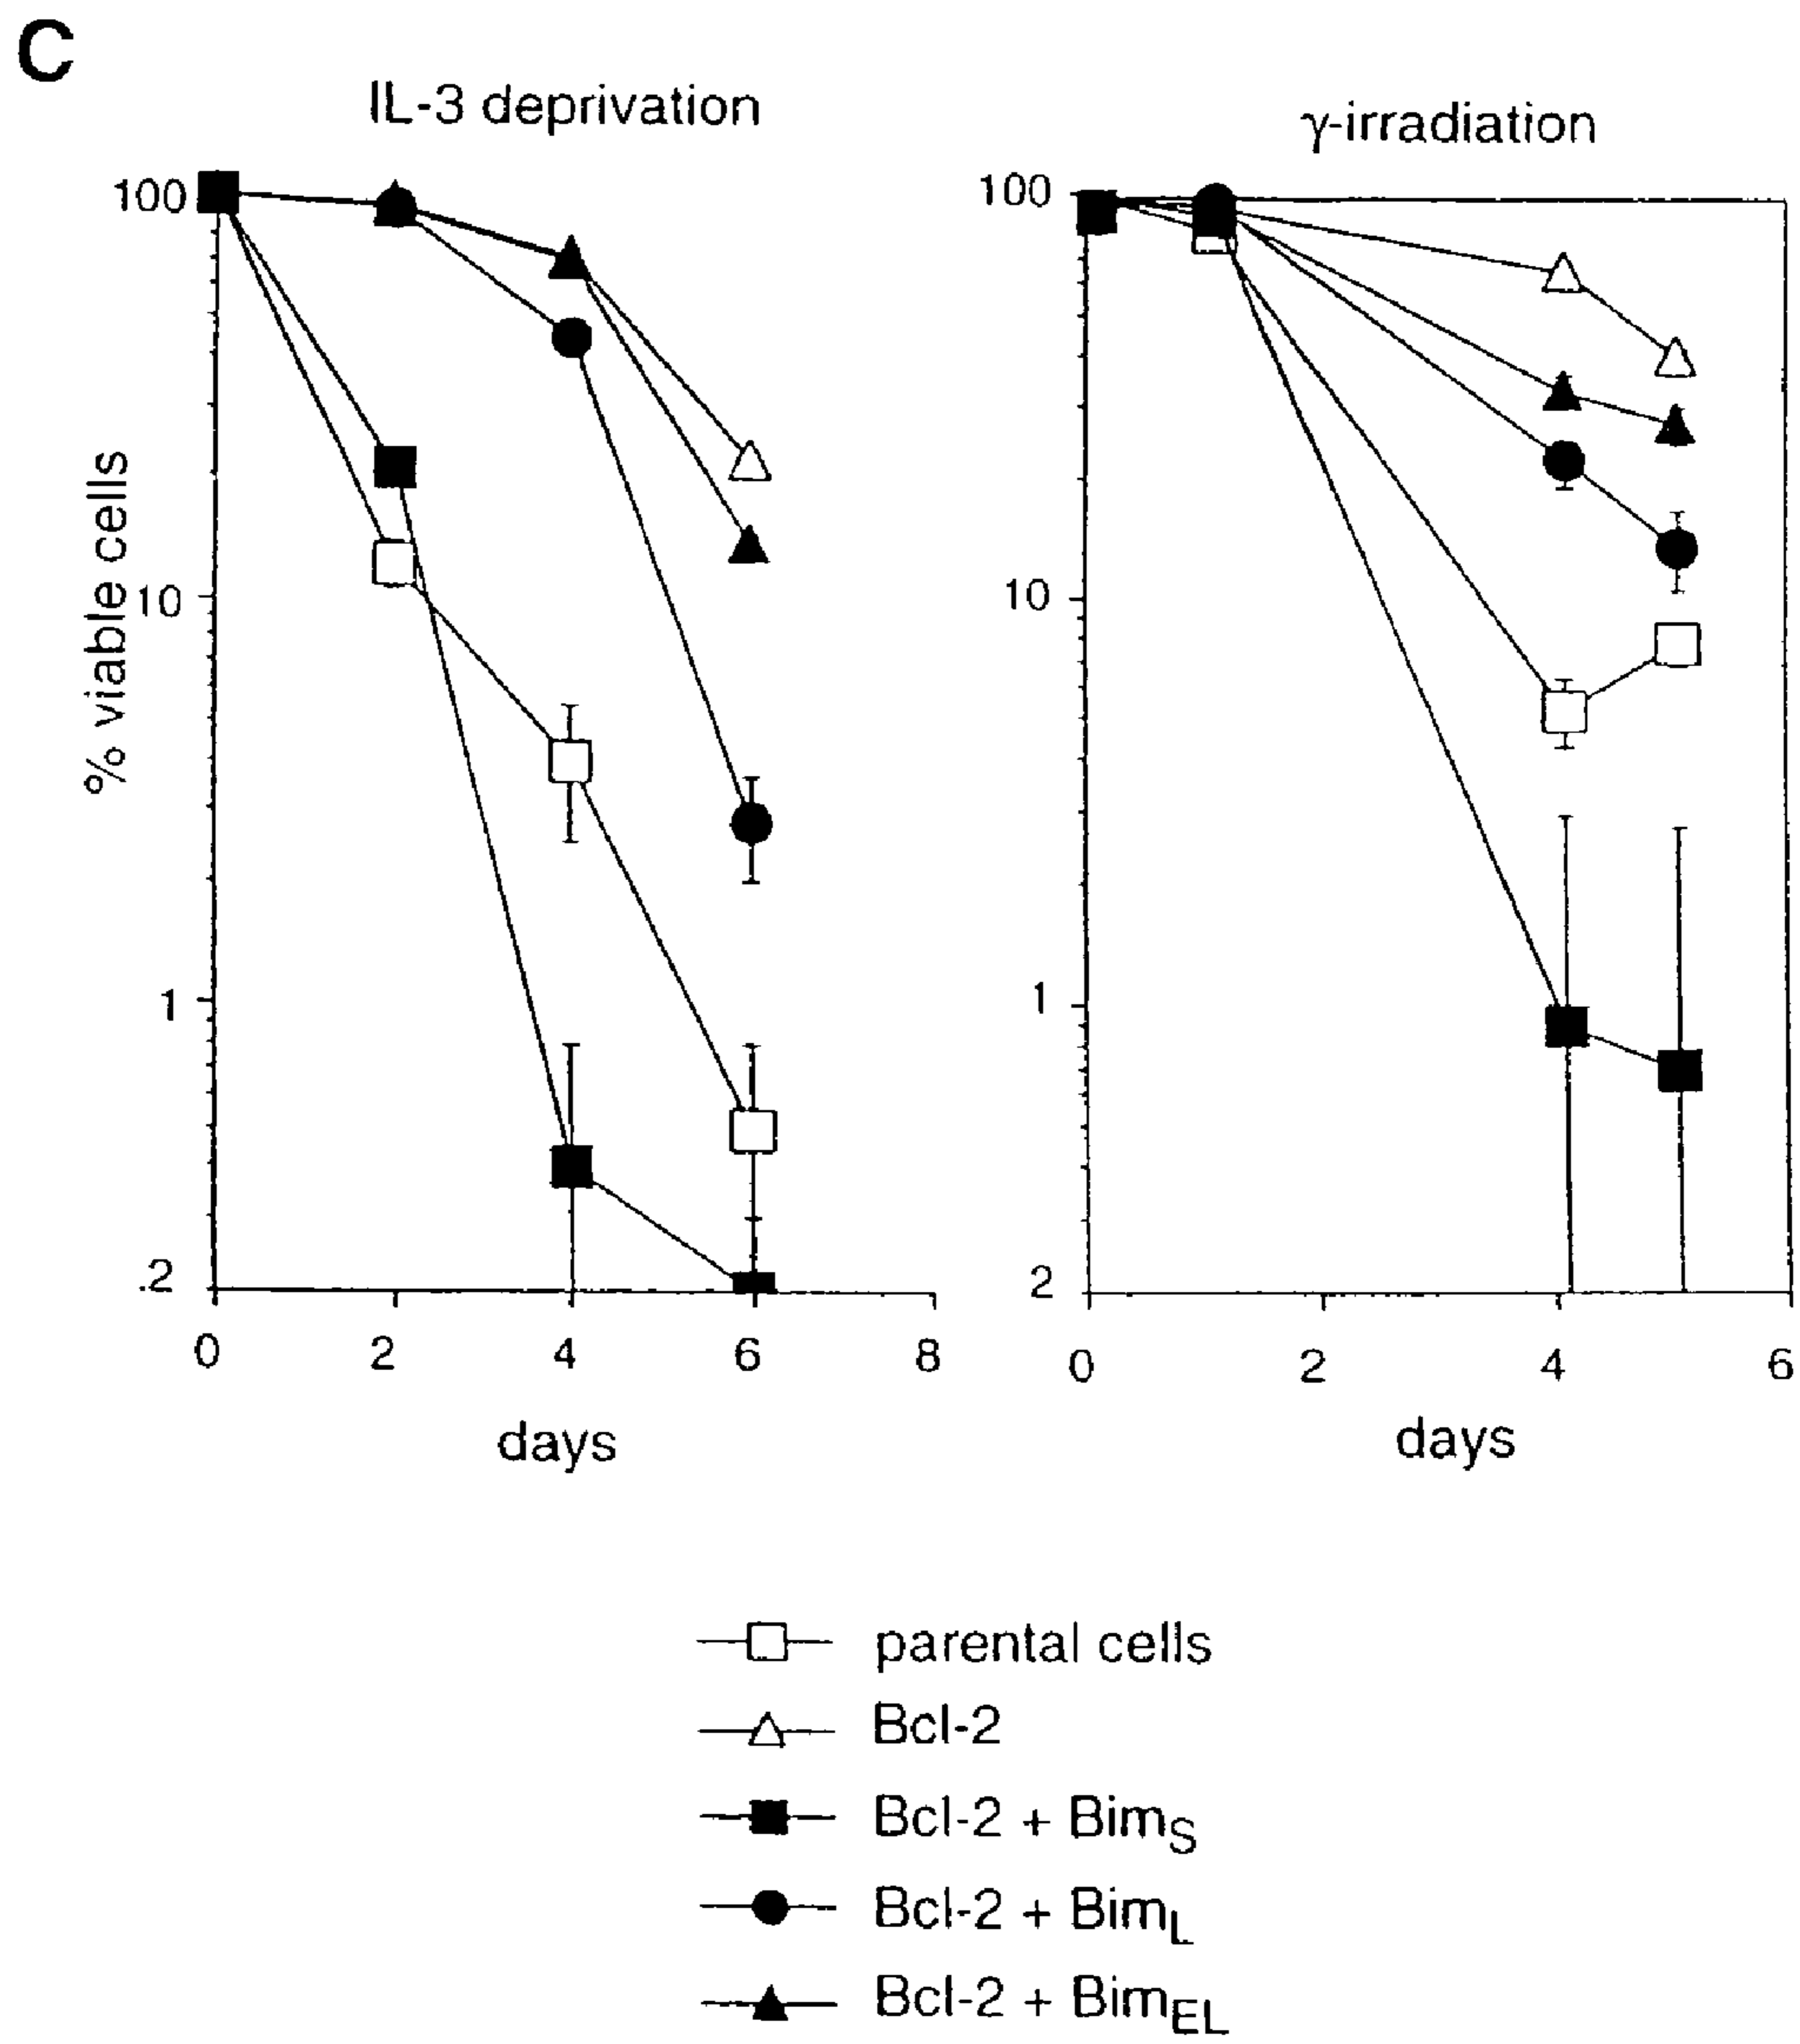 C
IL-3 deprivation
γ-irradiation
% viable cells
100
10
1
.2
0 2 4 6 8
days
100
10
1
2
0 2 4 6
days
parental cells
Bcl-2
Bcl-2 + BimS
Bcl-2 + BimL
Bcl-2 + BimEL